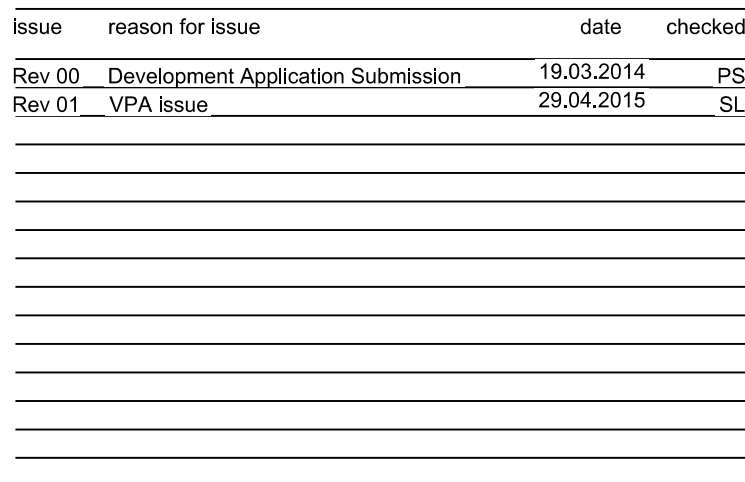 issue reason for issue date checked
Rev 00 Development Application Submission 19.03.2014 PS
Rev 01 VPA issue 29.04.2015 SL